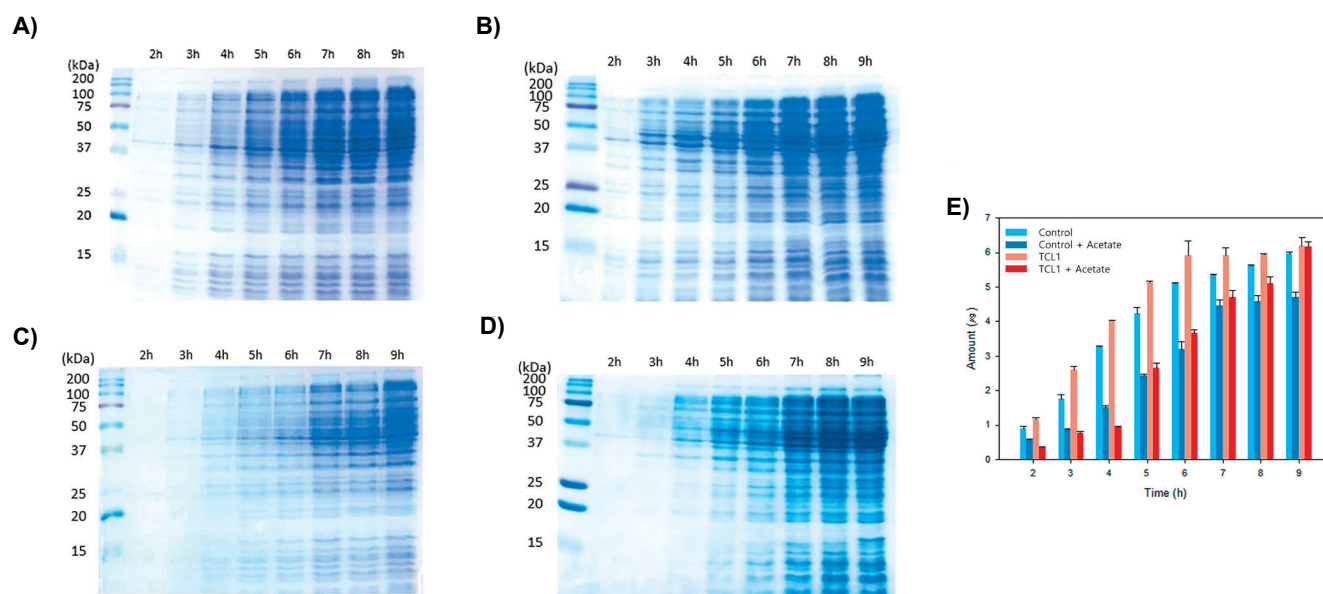 A)
2h 3h 4h 5h 6h 7h 8h 9h
(kDa)
200
100
75
50
37
25
20
15
B)
2h 3h 4h 5h 6h 7h 8h 9h
(kDa)
200
100
75
50
37
25
20
15
C)
2h 3h 4h 5h 6h 7h 8h 9h
(kDa)
200
100
75
50
37
25
20
15
D)
2h 3h 4h 5h 6h 7h 8h 9h
(kDa)
200
100
75
50
37
25
20
15
E)
7
6
5
4
3
2
1
0
Amount (㎍)
Control
Control + Acetate
TCL1
TCL1 + Acetate
2 3 4 5 6 7 8 9
Time (h)